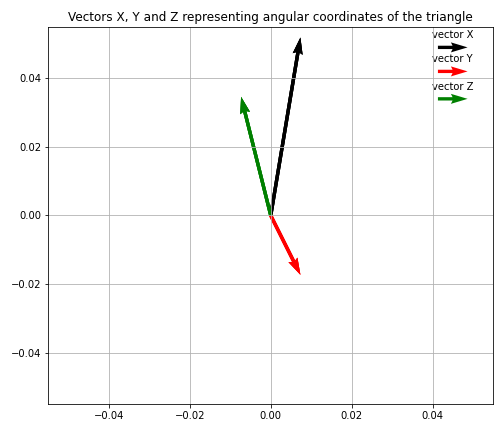 Vectors X, Y and Z representing angular coordinates of the triangle
vector X
vector Y
vector Z
0.04
0.02
0.00
−0.02
−0.04
−0.04
−0.02
0.00
0.02
0.04